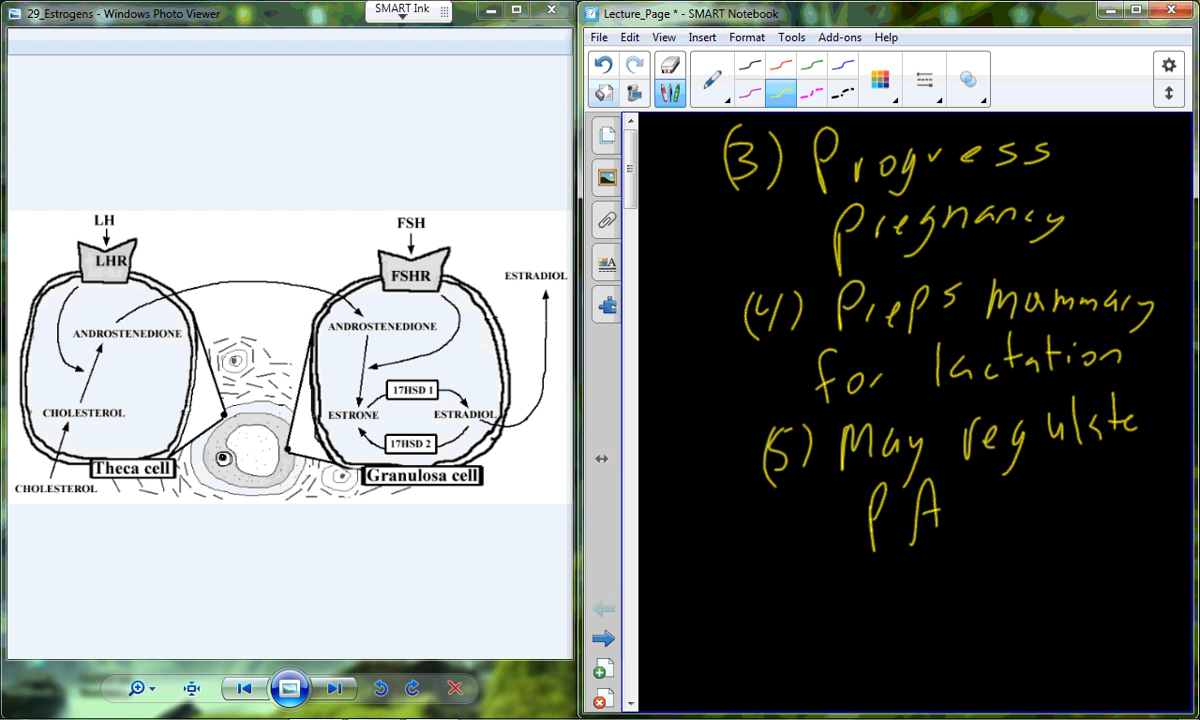 29_Estrogens - Windows Photo Viewer
SMART Ink
LH
LHR
ANDROSTENEDIONE
CHOLESTEROL
Theca cell
CHOLESTEROL
FSH
FSHR
ESTRADIOL
ANDROSTENEDIONE
17HSD 1
ESTRONE
ESTRADIOL
17HSD 2
Granulosa cell
Lecture_Page * - SMART Notebook
File Edit View Insert Format Tools Add-ons Help
(3) Progress
pregnancy
(4) Preps mammary
for lactation
(5) May regulate
PA